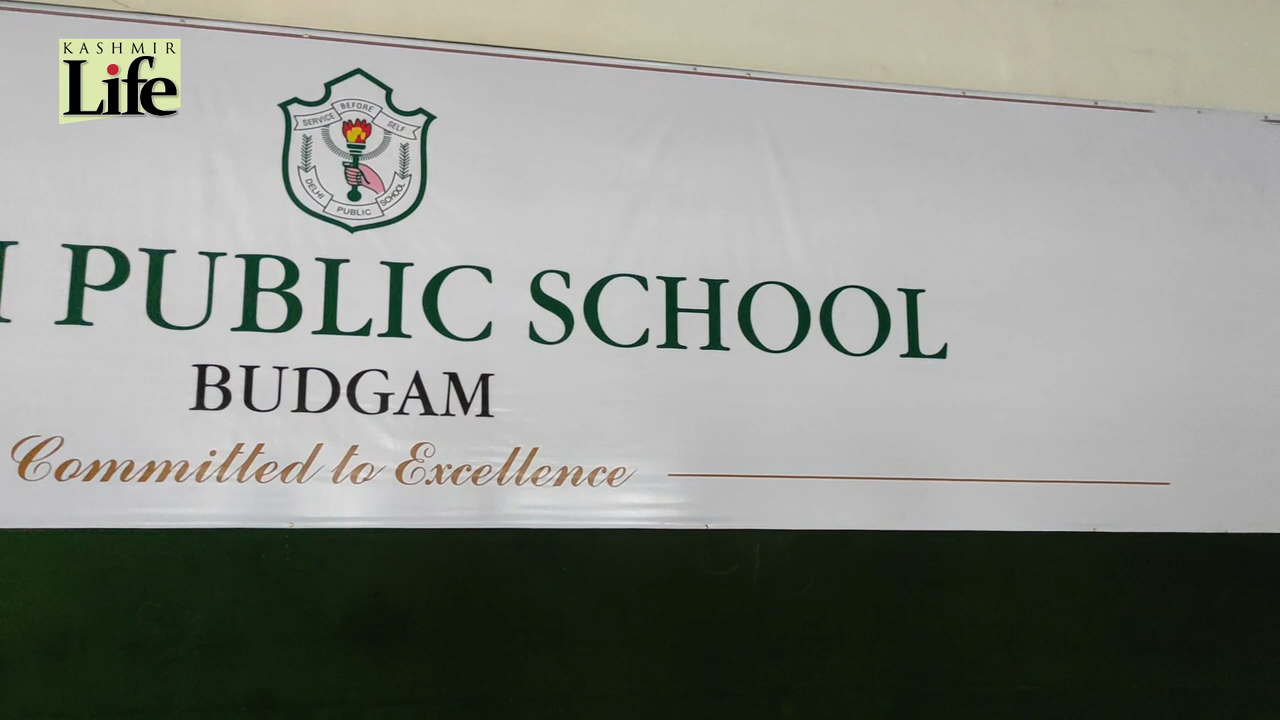 KASHMIR
Life
SERVICE BEFORE SELF
DELHI PUBLIC SCHOOL
I PUBLIC SCHOOL
BUDGAM
Committed to Excellence